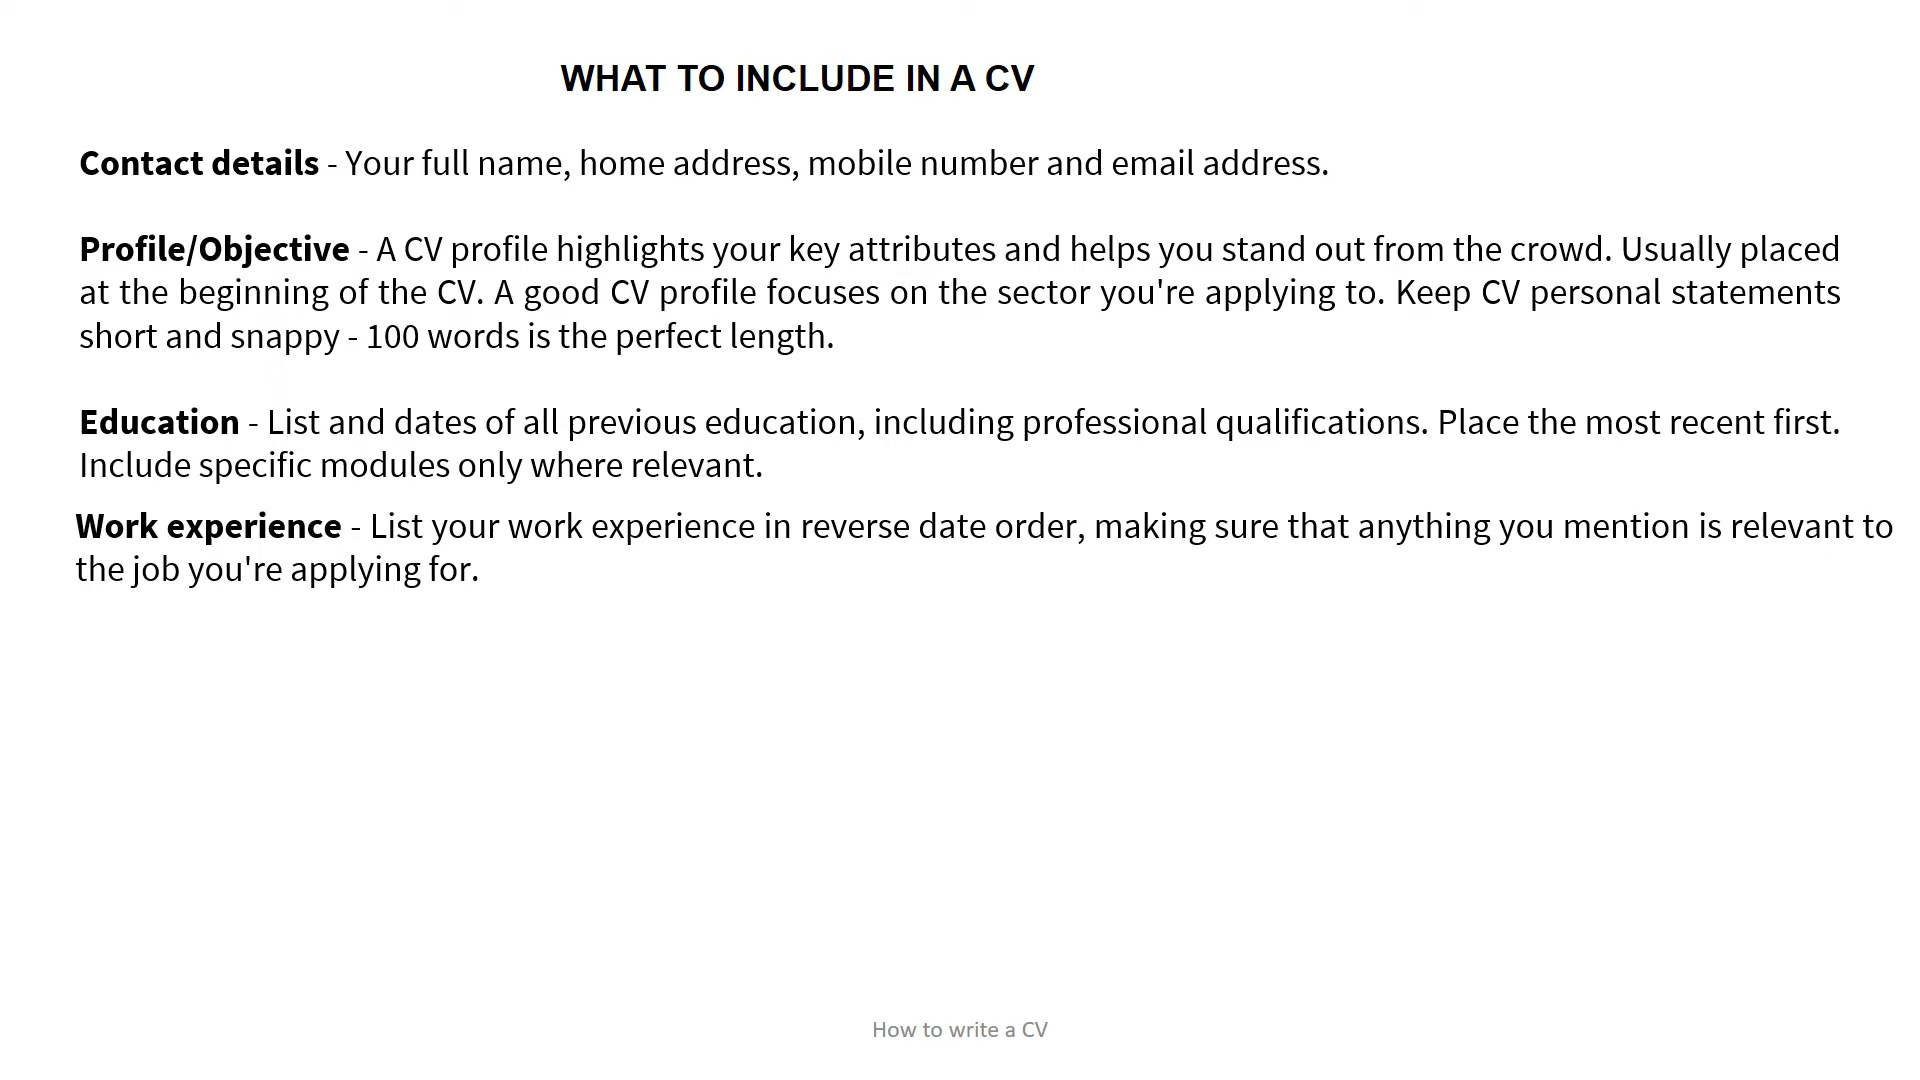 WHAT TO INCLUDE IN A CV
Contact details - Your full name, home address, mobile number and email address.
Profile/Objective - A CV profile highlights your key attributes and helps you stand out from the crowd. Usually placed
at the beginning of the CV. A good CV profile focuses on the sector you're applying to. Keep CV personal statements
short and snappy - 100 words is the perfect length.
Education - List and dates of all previous education, including professional qualifications. Place the most recent first.
Include specific modules only where relevant.
Work experience - List your work experience in reverse date order, making sure that anything you mention is relevant to
the job you're applying for.
How to write a CV